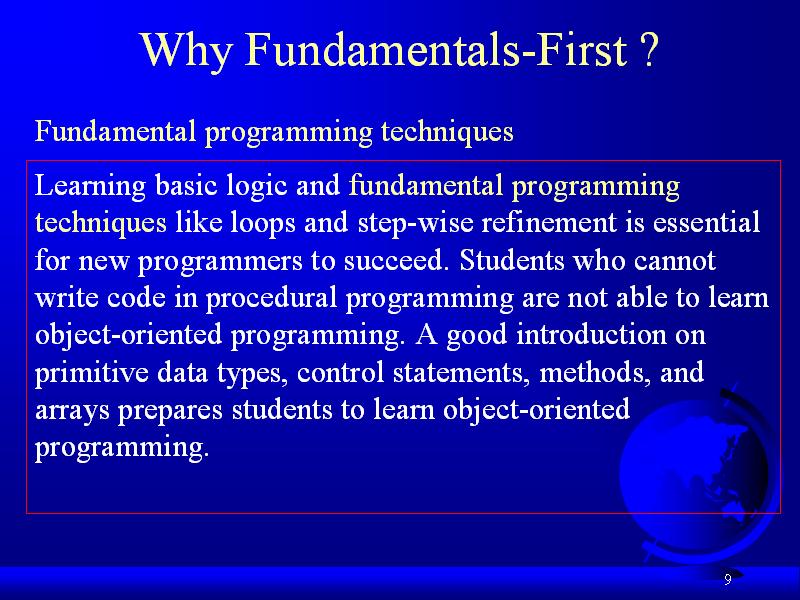 Why Fundamentals-First ?
Fundamental programming techniques
Learning basic logic and fundamental programming
techniques like loops and step-wise refinement is essential
for new programmers to succeed. Students who cannot
write code in procedural programming are not able to learn
object-oriented programming. A good introduction on
primitive data types, control statements, methods, and
arrays prepares students to learn object-oriented
programming.
9